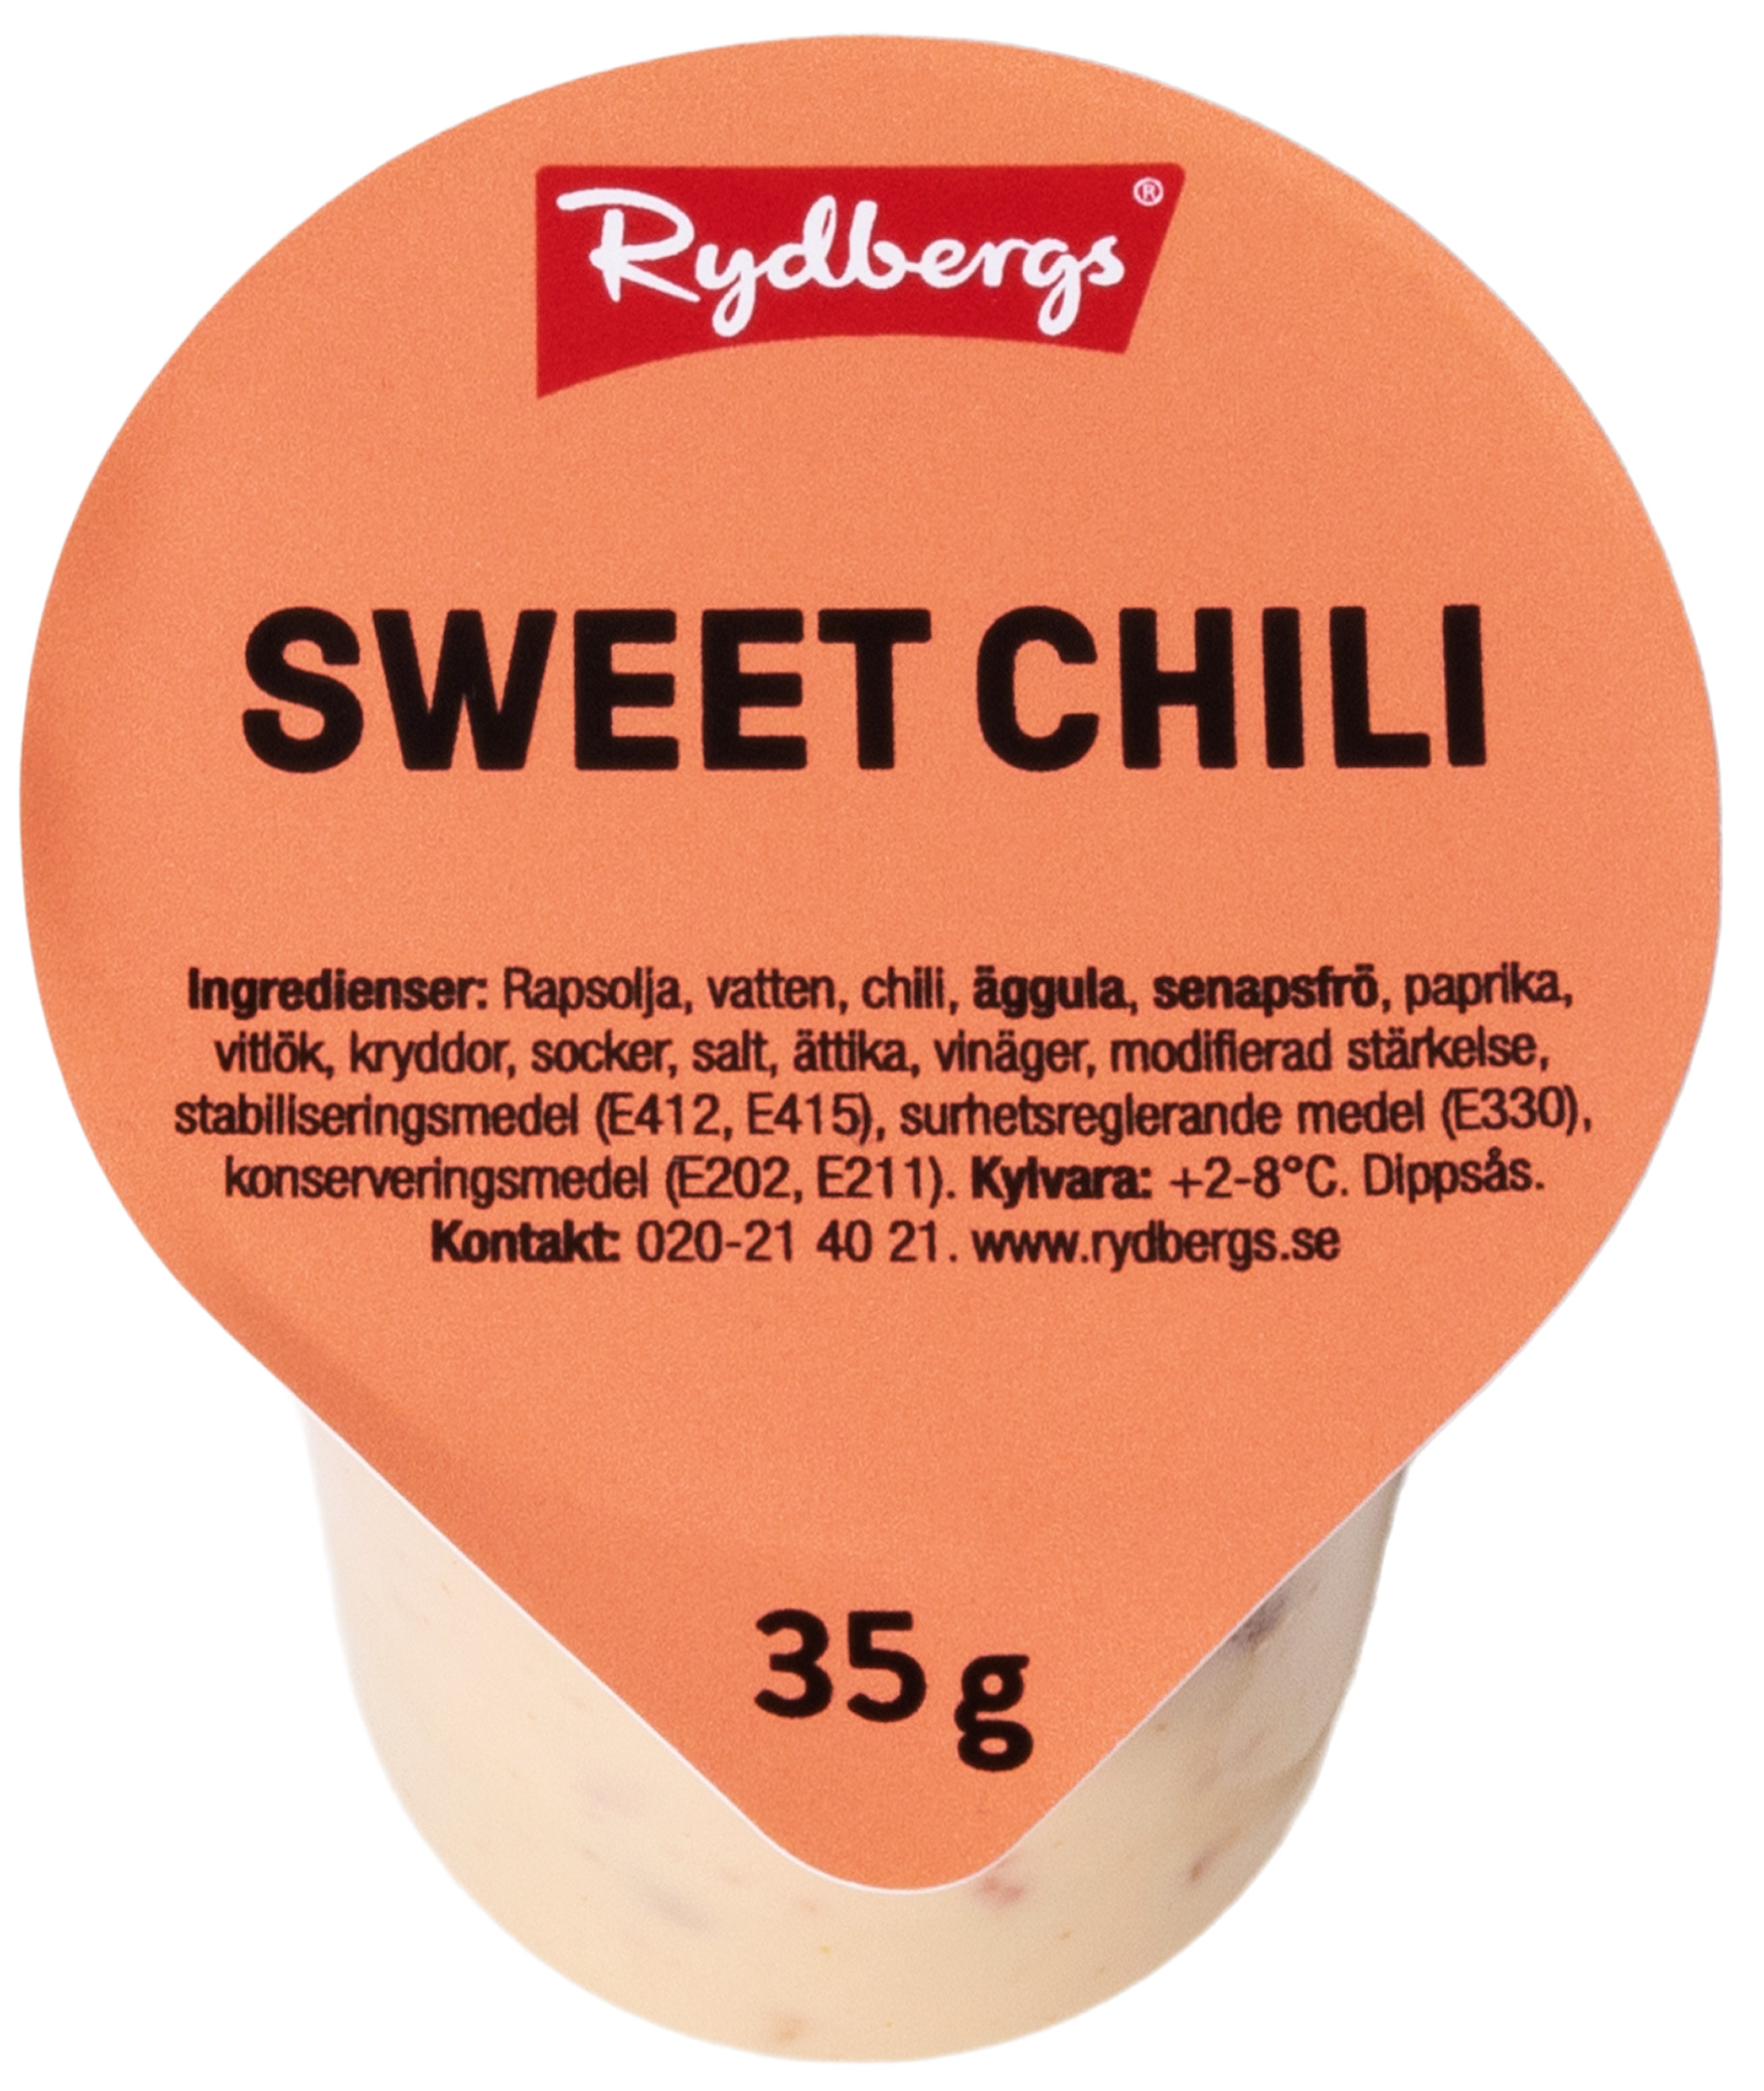 Rydbergs®
SWEET CHILI
Ingredienser: Rapsolja, vatten, chili, äggula, senapsfrö, paprika,
vitlök, kryddor, socker, salt, ättika, vinäger, modifierad stärkelse,
stabiliseringsmedel (E412, E415), surhetsreglerande medel (E330),
konserveringsmedel (E202, E211). Kylvara: +2-8°C. Dippsås.
Kontakt: 020-21 40 21. www.rydbergs.se
35 g